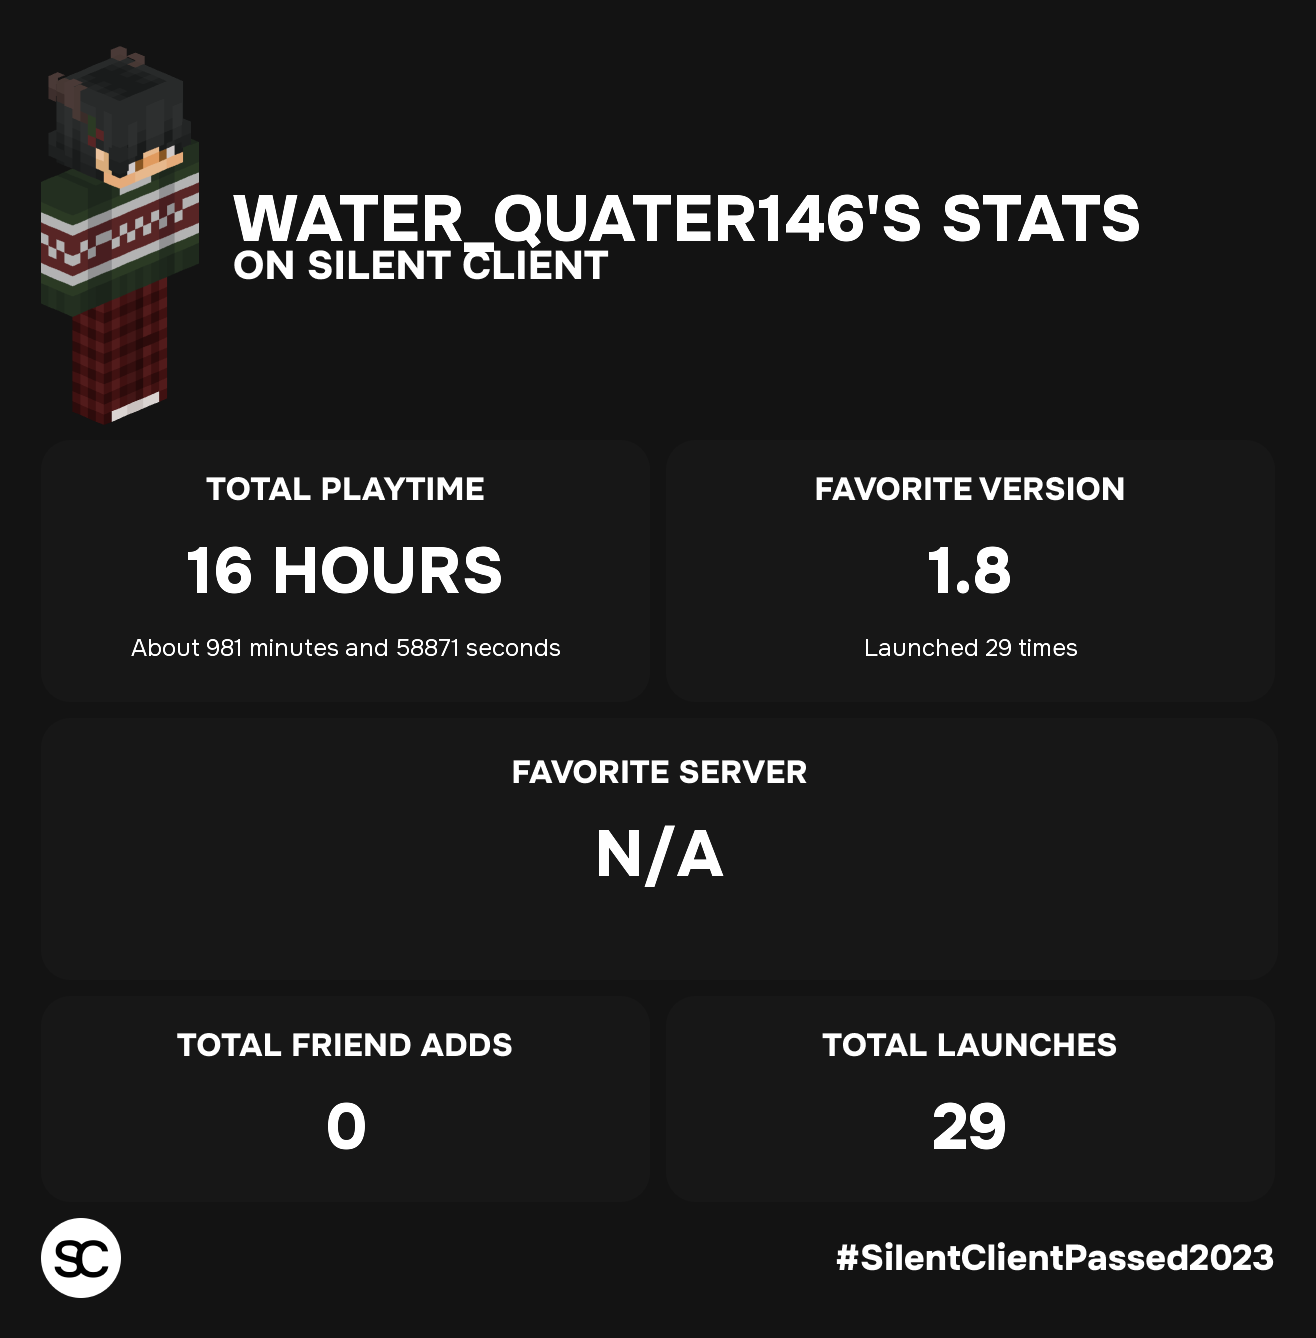 WATER_QUATER146'S STATS
ON SILENT CLIENT
TOTAL PLAYTIME
16 HOURS
About 981 minutes and 58871 seconds
FAVORITE VERSION
1.8
Launched 29 times
FAVORITE SERVER
N/A
TOTAL FRIEND ADDS
0
TOTAL LAUNCHES
29
SC
#SilentClientPassed2023